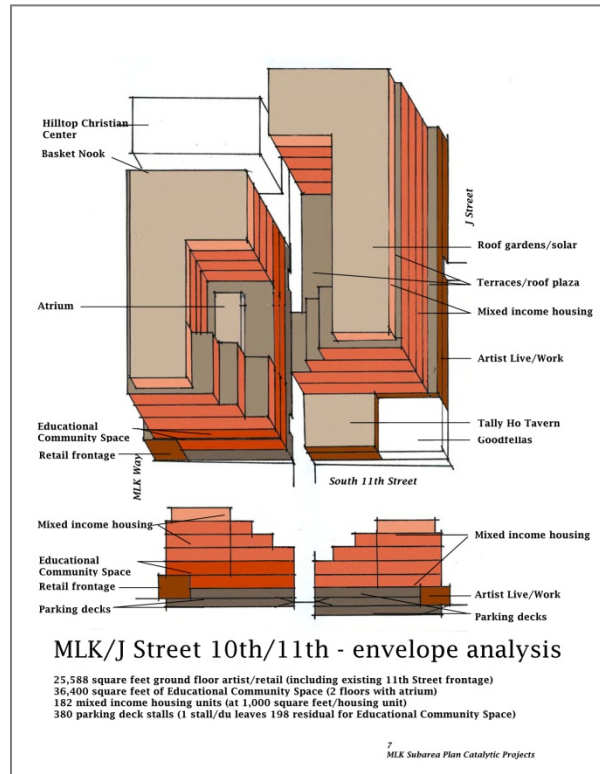 Hilltop Christian
Center
Basket Nook
J Street
Roof gardens/solar
Terraces/roof plaza
Atrium
Mixed income housing
Artist Live/Work
Educational
Community Space
Tally Ho Tavern
Goodfellas
Retail frontage
MLK Way
South 11th Street
Mixed income housing
Mixed income housing
Educational
Community Space
Retail frontage
Artist Live/Work
Parking decks
Parking decks
MLK/J Street 10th/11th - envelope analysis
25,588 square feet ground floor artist/retail (including existing 11th Street frontage)
36,400 square feet of Educational Community Space (2 floors with atrium)
182 mixed income housing units (at 1,000 square feet/housing unit)
380 parking deck stalls (1 stall/du leaves 198 residual for Educational Community Space)
7
MLK Subarea Plan Catalytic Projects